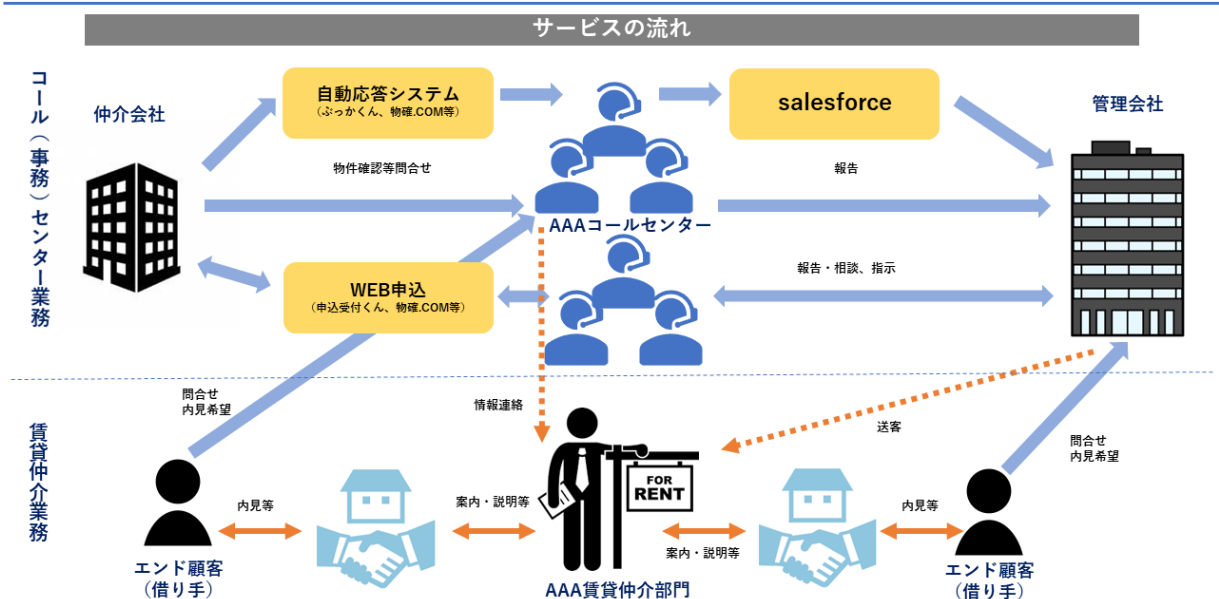 サービスの流れ
コール（事務）センター業務
仲介会社
自動応答システム
（ぶっかくん、物確.COM等）
salesforce
管理会社
物件確認等問合せ
報告
AAAコールセンター
WEB申込
（申込受付くん、物確.COM等）
報告・相談、指示
賃貸仲介業務
問合せ
内見希望
情報連絡
送客
問合せ
内見希望
FOR
RENT
内見等
案内・説明等
案内・説明等
内見等
エンド顧客
（借り手）
AAA賃貸仲介部門
エンド顧客
（借り手）